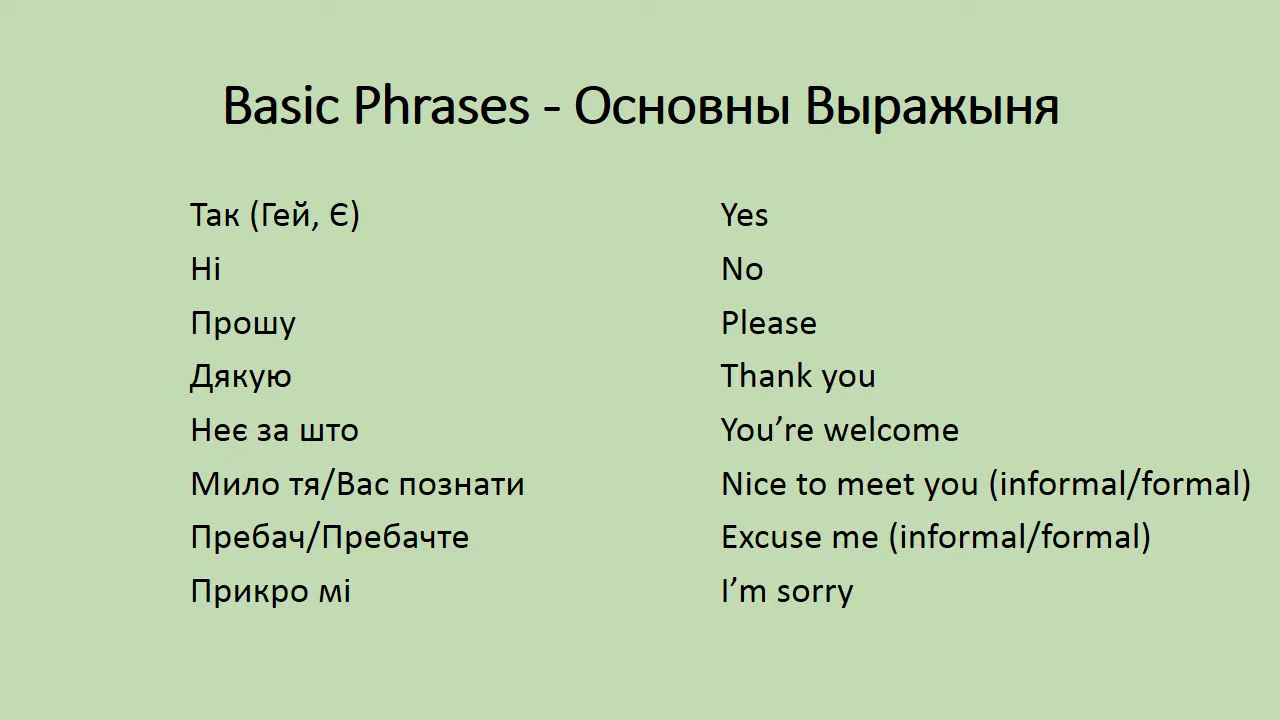 Basic Phrases - Основны Выражыня
Так (Гей, Є) Yes
Ні No
Прошу Please
Дякую Thank you
Неє за што You’re welcome
Мило тя/Вас познати Nice to meet you (informal/formal)
Пребач/Пребачте Excuse me (informal/formal)
Прикро мі I’m sorry